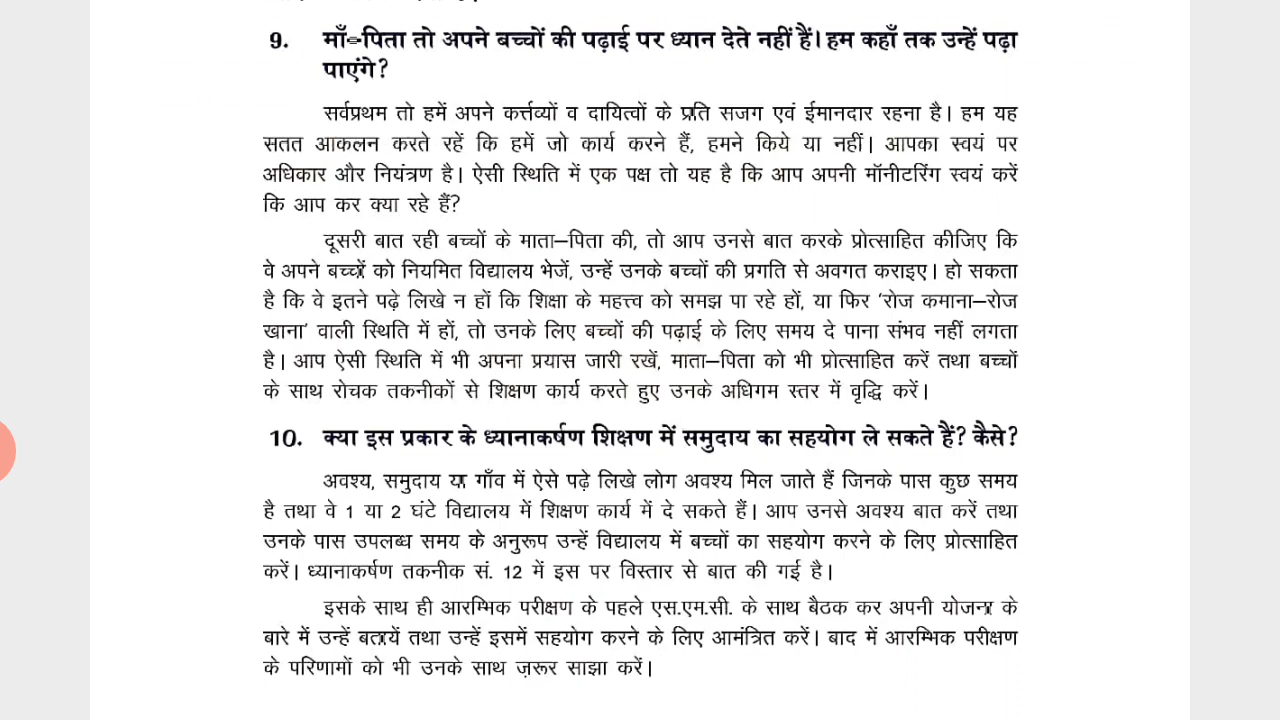 9. माँ-पिता तो अपने बच्चों की पढ़ाई पर ध्यान देते नहीं हैं। हम कहाँ तक उन्हें पढ़ा
पाएंगे?
सर्वप्रथम तो हमें अपने कर्त्तव्यों व दायित्वों के प्रति सजग एवं ईमानदार रहना है। हम यह
सतत आकलन करते रहें कि हमें जो कार्य करने हैं, हमने किये या नहीं। आपका स्वयं पर
अधिकार और नियंत्रण है। ऐसी स्थिति में एक पक्ष तो यह है कि आप अपनी मॉनीटरिंग स्वयं करें
कि आप कर क्या रहे हैं?
दूसरी बात रही बच्चों के माता–पिता की, तो आप उनसे बात करके प्रोत्साहित कीजिए कि
वे अपने बच्चों को नियमित विद्यालय भेजें, उन्हें उनके बच्चों की प्रगति से अवगत कराइए। हो सकता
है कि वे इतने पढ़े लिखे न हों कि शिक्षा के महत्त्व को समझ पा रहे हों, या फिर 'रोज कमाना–रोज
खाना' वाली स्थिति में हों, तो उनके लिए बच्चों की पढ़ाई के लिए समय दे पाना संभव नहीं लगता
है। आप ऐसी स्थिति में भी अपना प्रयास जारी रखें, माता–पिता को भी प्रोत्साहित करें तथा बच्चों
के साथ रोचक तकनीकों से शिक्षण कार्य करते हुए उनके अधिगम स्तर में वृद्धि करें।
10. क्या इस प्रकार के ध्यानाकर्षण शिक्षण में समुदाय का सहयोग ले सकते हैं? कैसे?
अवश्य, समुदाय या गाँव में ऐसे पढ़े लिखे लोग अवश्य मिल जाते हैं जिनके पास कुछ समय
है तथा वे 1 या 2 घंटे विद्यालय में शिक्षण कार्य में दे सकते हैं। आप उनसे अवश्य बात करें तथा
उनके पास उपलब्ध समय के अनुरूप उन्हें विद्यालय में बच्चों का सहयोग करने के लिए प्रोत्साहित
करें। ध्यानाकर्षण तकनीक सं. 12 में इस पर विस्तार से बात की गई है।
इसके साथ ही आरम्भिक परीक्षण के पहले एस.एम.सी. के साथ बैठक कर अपनी योजना के
बारे में उन्हें बतायें तथा उन्हें इसमें सहयोग करने के लिए आमंत्रित करें। बाद में आरम्भिक परीक्षण
के परिणामों को भी उनके साथ ज़रूर साझा करें।